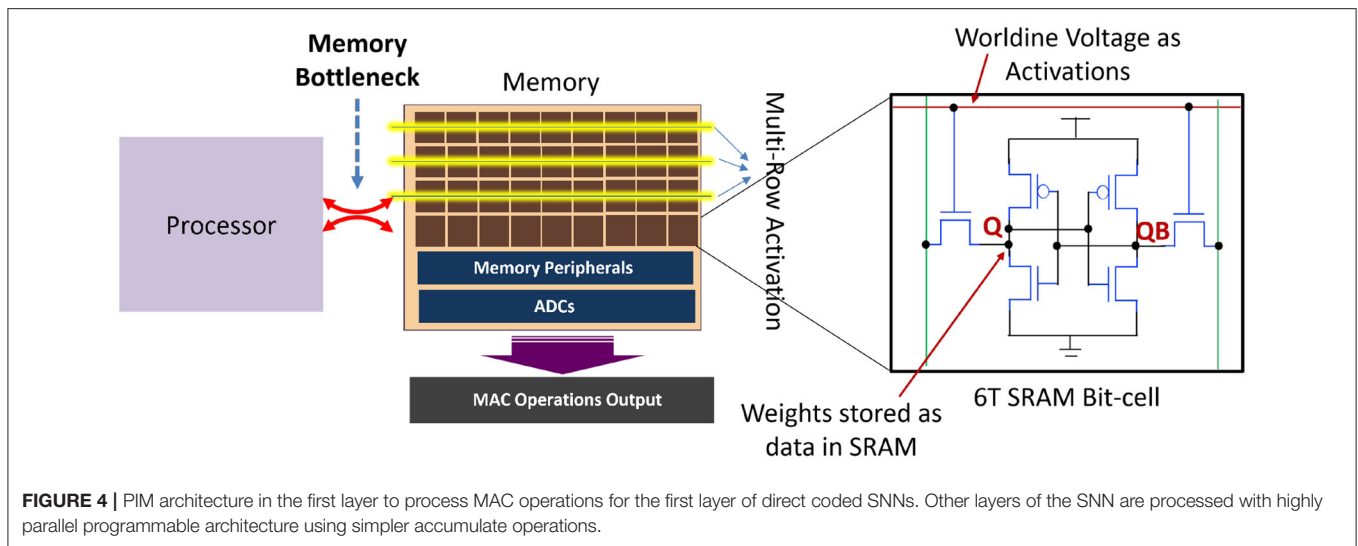 Memory
Bottleneck
Memory
Worldine Voltage as
Activations
Processor
Multi-Row Activation
Q
QB
Memory Peripherals
ADCs
MAC Operations Output
Weights stored as
data in SRAM
6T SRAM Bit-cell
FIGURE 4 | PIM architecture in the first layer to process MAC operations for the first layer of direct coded SNNs. Other layers of the SNN are processed with highly
parallel programmable architecture using simpler accumulate operations.